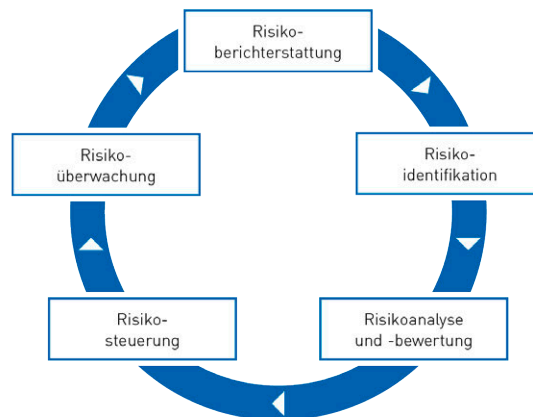 Risiko-
berichterstattung
Risiko-
identifikation
Risikoanalyse
und -bewertung
Risiko-
steuerung
Risiko-
überwachung